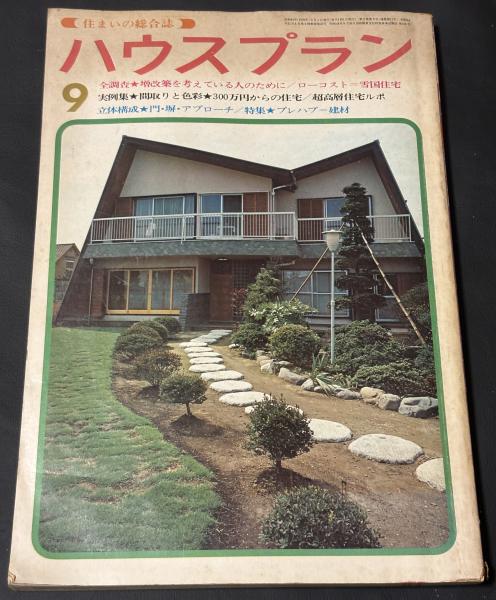 住まいの総合誌
ハウスプラン
9
全調査★増改築を考えている人のために/ローコスト=雪国住宅
実例集★間取りと色彩★300万円からの住宅/超高層住宅ルポ
立体構成★門・塀・アプローチ/特集★プレハブ=建材